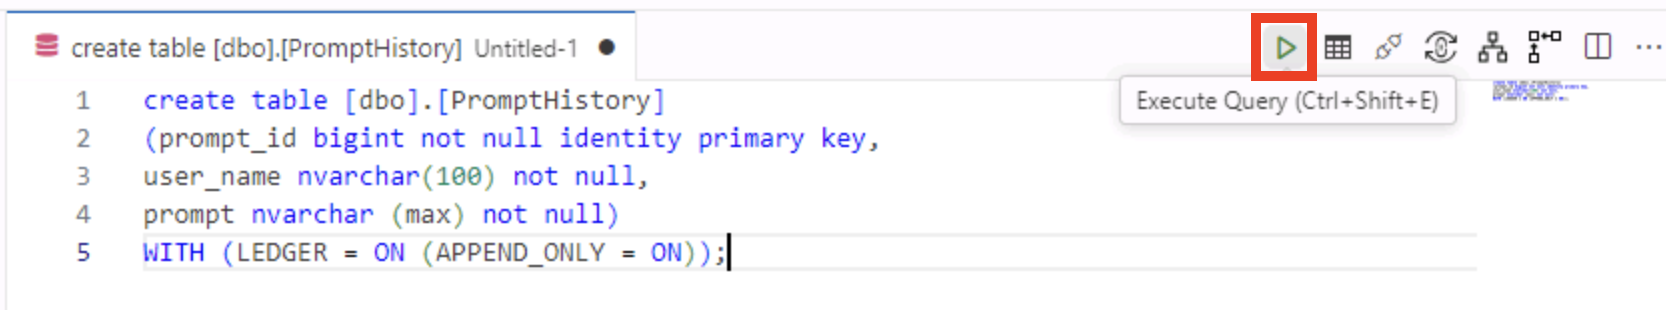 create table [dbo].[PromptHistory] Untitled-1
Execute Query (Ctrl+Shift+E)
1 create table [dbo].[PromptHistory]
2 (prompt_id bigint not null identity primary key,
3 user_name nvarchar(100) not null,
4 prompt nvarchar (max) not null)
5 WITH (LEDGER = ON (APPEND_ONLY = ON));